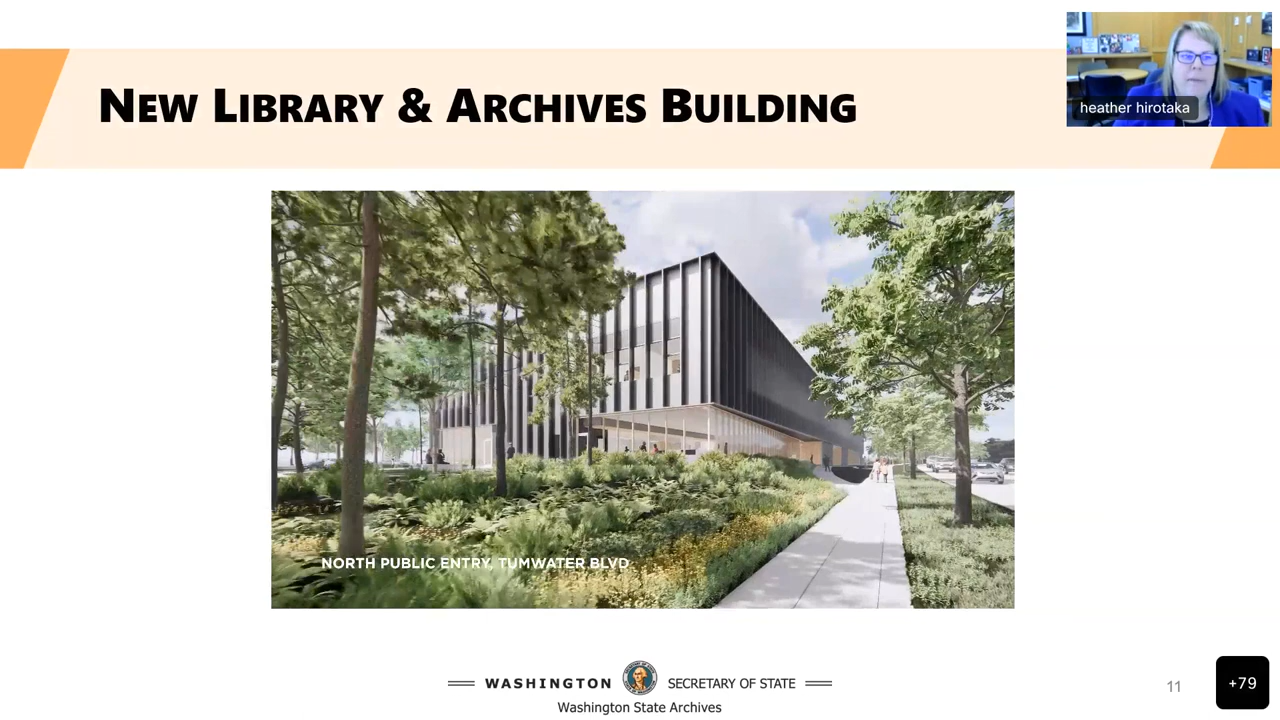 NEW LIBRARY & ARCHIVES BUILDING
heather hirotaka
NORTH PUBLIC ENTRY, TUMWATER BLVD
WASHINGTON SECRETARY OF STATE
Washington State Archives
11
+79